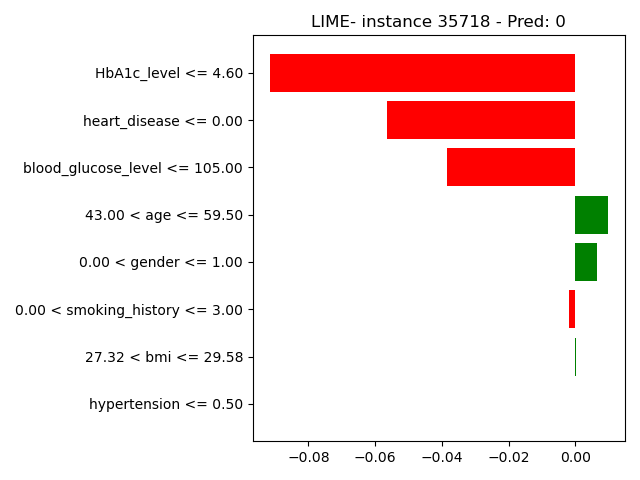 LIME- instance 35718 - Pred: 0
HbA1c_level <= 4.60
heart_disease <= 0.00
blood_glucose_level <= 105.00
43.00 < age <= 59.50
0.00 < gender <= 1.00
0.00 < smoking_history <= 3.00
27.32 < bmi <= 29.58
hypertension <= 0.50
−0.08 −0.06 −0.04 −0.02 0.00